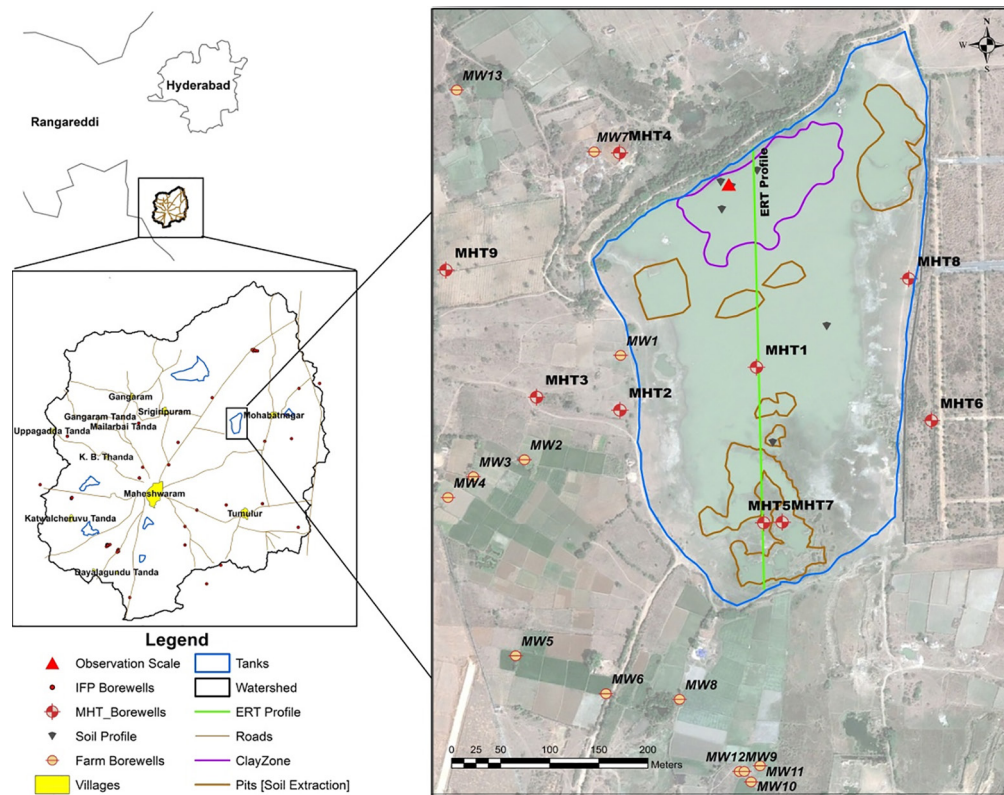 Hyderabad
Rangareddi
Gangaram
Srigiripuram
Gangaram Tanda
Mohabatnagar
Mailarbai Tanda
Uppagadda Tanda
K. B. Thanda
Maheshwaram
Katwalcheruvu Tanda
Tumulur
Dayalagundu Tanda
Legend
Observation Scale
IFP Borewells
MHT_Borewells
Soil Profile
Farm Borewells
Villages
Tanks
Watershed
ERT Profile
Roads
ClayZone
Pits [Soil Extraction]
N
W
S
MW13
MW7
MHT4
ERT Profile
MHT9
MHT8
MW1
MHT1
MHT3
MHT2
MHT6
MW2
MW3
MW4
MHT5MHT7
MW5
MW6
MW8
MW12MW9
MW11
MW10
0 25 50 100 150 200
Meters